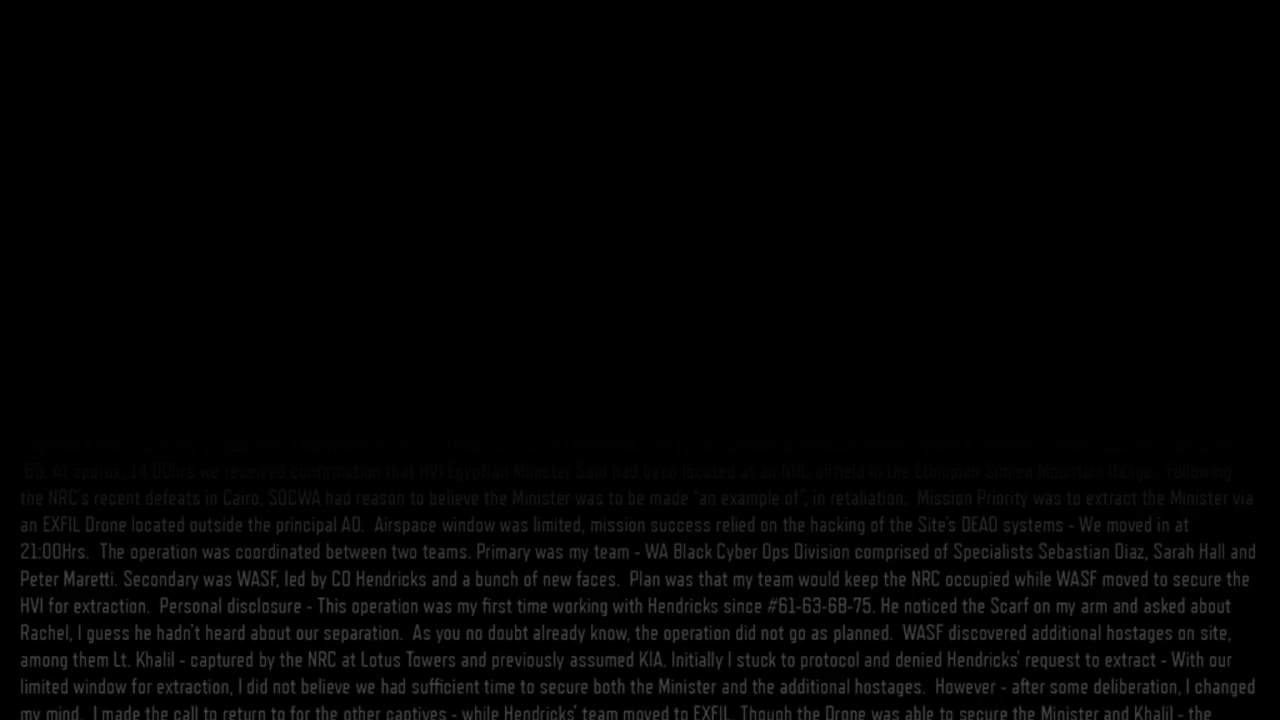 65. At approx. 14.00Hrs we received confirmation that HVI Egyptian Minister Said had been located at an NRC airfield in the Ethiopian Simien Mountain Range - following
the NRC's recent defeats in Cairo, SOCWA had reason to believe the Minister was to be made "an example of", in retaliation. Mission Priority was to extract the Minister via
an EXFIL Drone located outside the principal AO. Airspace window was limited, mission success relied on the hacking of the Site's DEAD systems - We moved in at
21:00Hrs. The operation was coordinated between two teams. Primary was my team - WA Black Cyber Ops Division comprised of Specialists Sebastian Diaz, Sarah Hall and
Peter Maretti. Secondary was WASF, led by CO Hendricks and a bunch of new faces. Plan was that my team would keep the NRC occupied while WASF moved to secure the
HVI for extraction. Personal disclosure - This operation was my first time working with Hendricks since #61-63-6B-75. He noticed the Scarf on my arm and asked about
Rachel, I guess he hadn't heard about our separation. As you no doubt already know, the operation did not go as planned. WASF discovered additional hostages on site,
among them Lt. Khalil - captured by the NRC at Lotus Towers and previously assumed KIA. Initially I stuck to protocol and denied Hendricks' request to extract - With our
limited window for extraction, I did not believe we had sufficient time to secure both the Minister and the additional hostages. However - after some deliberation, I changed
my mind. I made the call to return to for the other captives - while Hendricks' team moved to EXFIL. Though the Drone was able to secure the Minister and Khalil - the